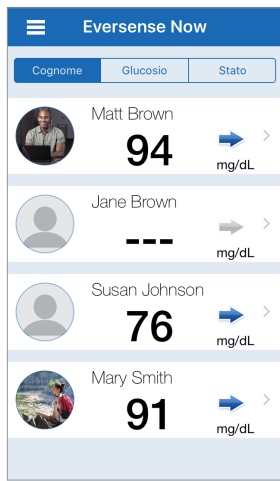 Eversense Now
Cognome Glucosio Stato
Matt Brown
94
mg/dL
Jane Brown
---
mg/dL
Susan Johnson
76
mg/dL
Mary Smith
91
mg/dL